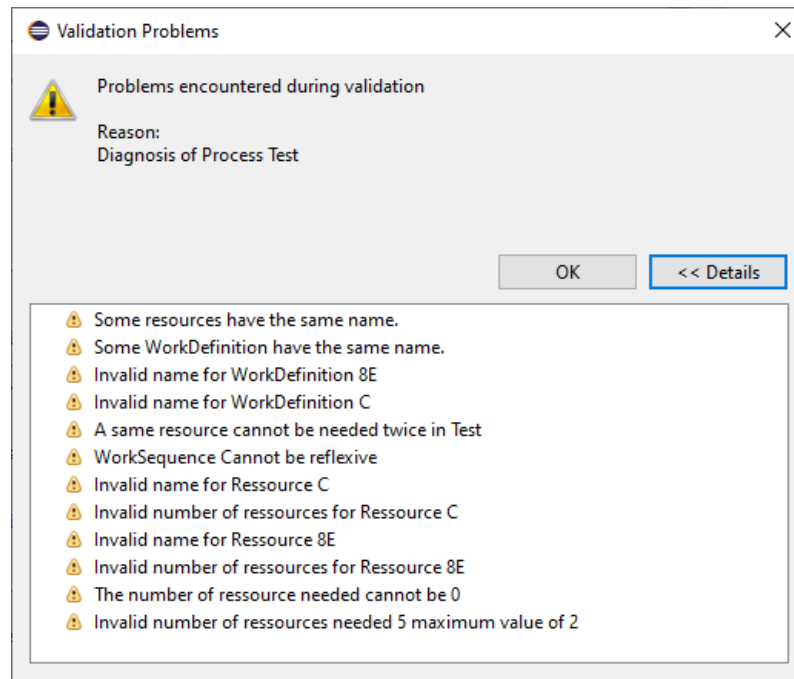 Validation Problems
Problems encountered during validation
Reason:
Diagnosis of Process Test
OK
<< Details
Some resources have the same name.
Some WorkDefinition have the same name.
Invalid name for WorkDefinition 8E
Invalid name for WorkDefinition C
A same resource cannot be needed twice in Test
WorkSequence Cannot be reflexive
Invalid name for Ressource C
Invalid number of ressources for Ressource C
Invalid name for Ressource 8E
Invalid number of ressources for Ressource 8E
The number of ressource needed cannot be 0
Invalid number of ressources needed 5 maximum value of 2